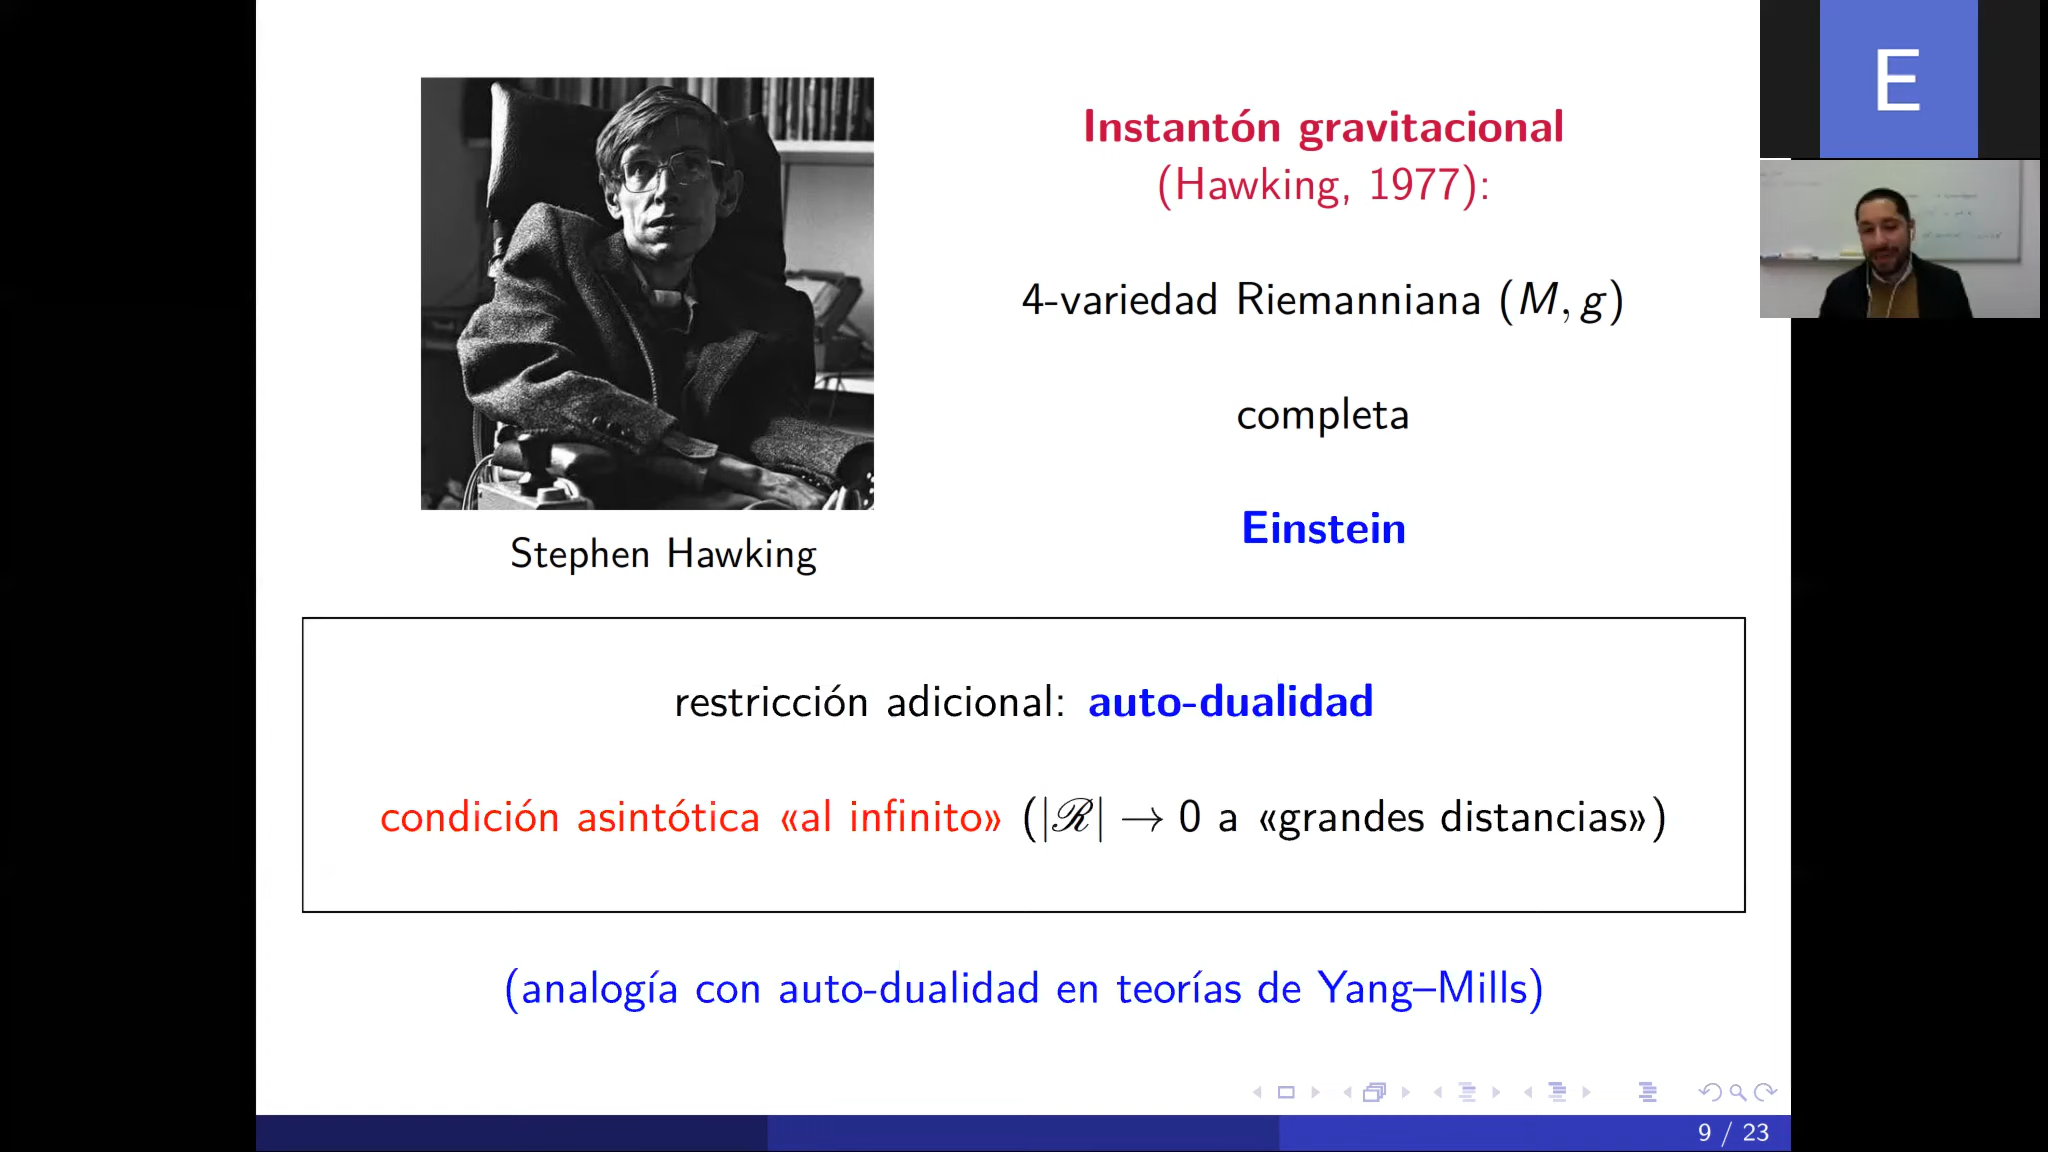 Instantón gravitacional
(Hawking, 1977):
4-variedad Riemanniana (M, g)
completa
Einstein
Stephen Hawking
restricción adicional: auto-dualidad
condición asintótica «al infinito» (|ℛ| → 0 a «grandes distancias»)
(analogía con auto-dualidad en teorías de Yang–Mills)
9 / 23
E